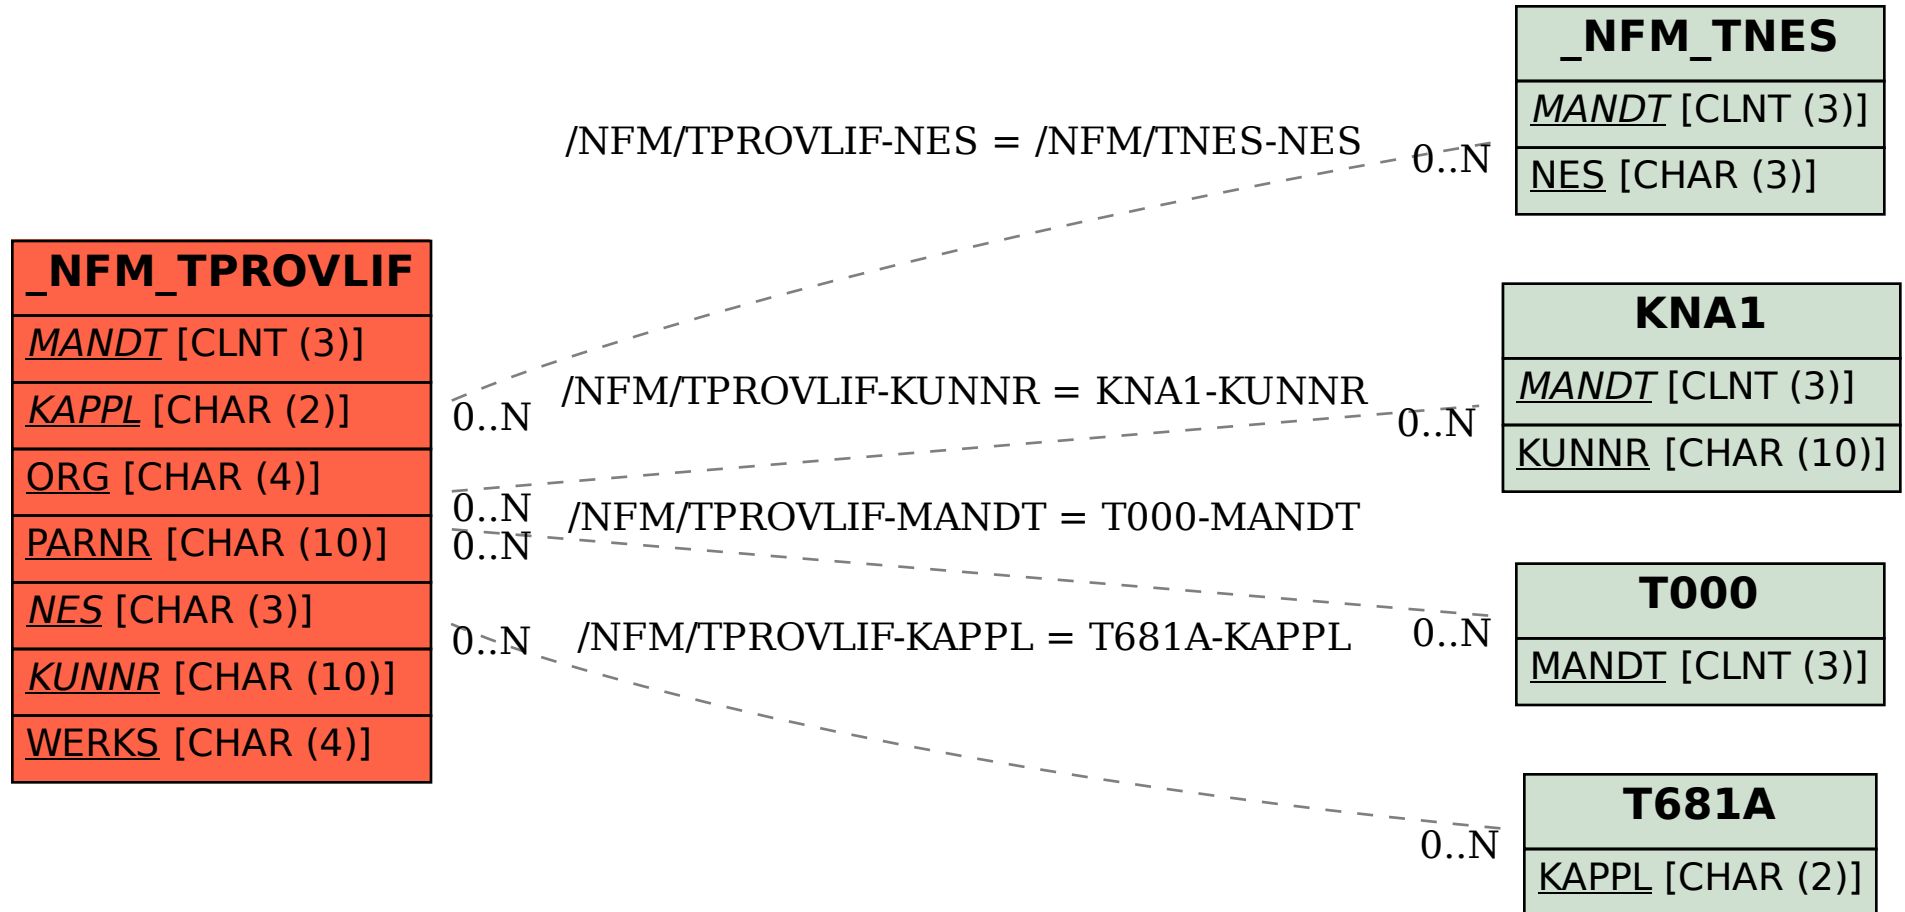 _NFM_TPROVLIF
MANDT [CLNT (3)]
KAPPL [CHAR (2)]
ORG [CHAR (4)]
PARNR [CHAR (10)]
NES [CHAR (3)]
KUNNR [CHAR (10)]
WERKS [CHAR (4)]
/NFM/TPROVLIF-NES = /NFM/TNES-NES
0..N
0..N
/NFM/TPROVLIF-KUNNR = KNA1-KUNNR
0..N
0..N
/NFM/TPROVLIF-MANDT = T000-MANDT
0..N
0..N
/NFM/TPROVLIF-KAPPL = T681A-KAPPL
0..N
0..N
_NFM_TNES
MANDT [CLNT (3)]
NES [CHAR (3)]
KNA1
MANDT [CLNT (3)]
KUNNR [CHAR (10)]
T000
MANDT [CLNT (3)]
T681A
KAPPL [CHAR (2)]